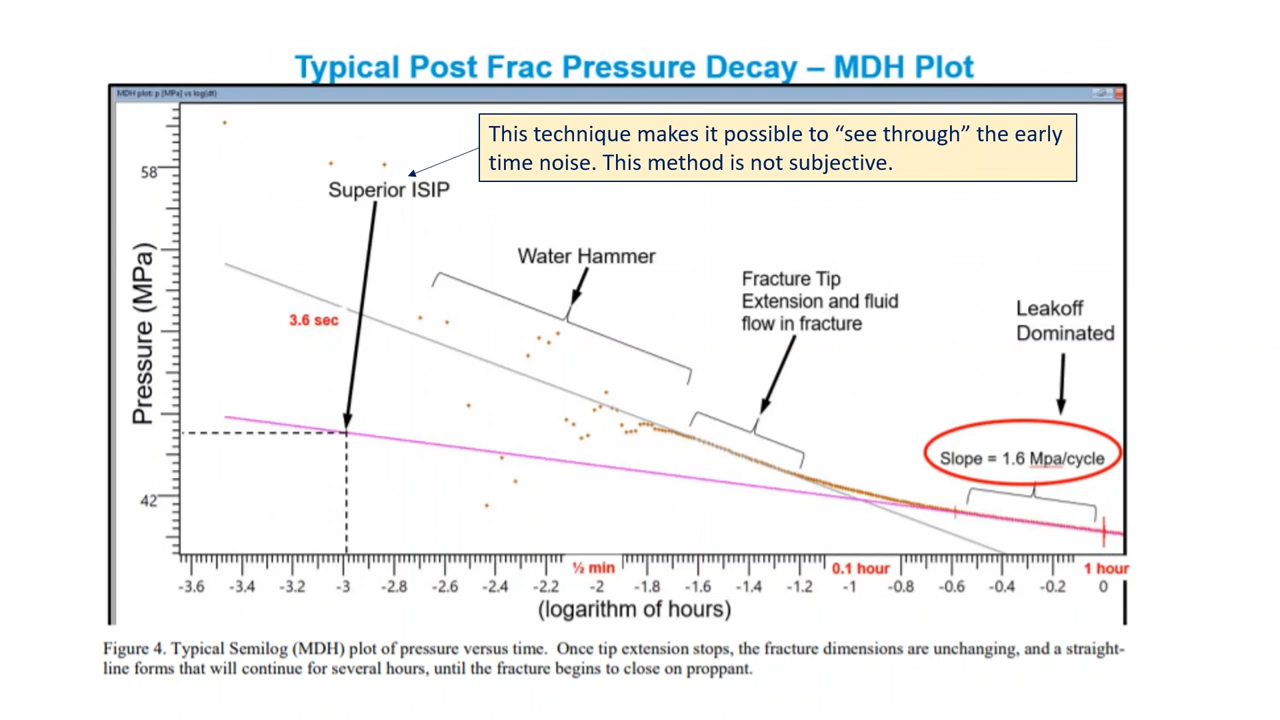 Typical Post Frac Pressure Decay – MDH Plot
MDH plot: p [MPa] vs log(dt)
This technique makes it possible to “see through” the early
time noise. This method is not subjective.
58
Superior ISIP
Water Hammer
Fracture Tip
Extension and fluid
flow in fracture
Leakoff
Dominated
3.6 sec
Pressure (MPa)
Slope = 1.6 Mpa/cycle
42
½ min
0.1 hour
1 hour
-3.6 -3.4 -3.2 -3 -2.8 -2.6 -2.4 -2.2 -2 -1.8 -1.6 -1.4 -1.2 -1 -0.8 -0.6 -0.4 -0.2 0
(logarithm of hours)
Figure 4. Typical Semilog (MDH) plot of pressure versus time.  Once tip extension stops, the fracture dimensions are unchanging, and a straight-
line forms that will continue for several hours, until the fracture begins to close on proppant.